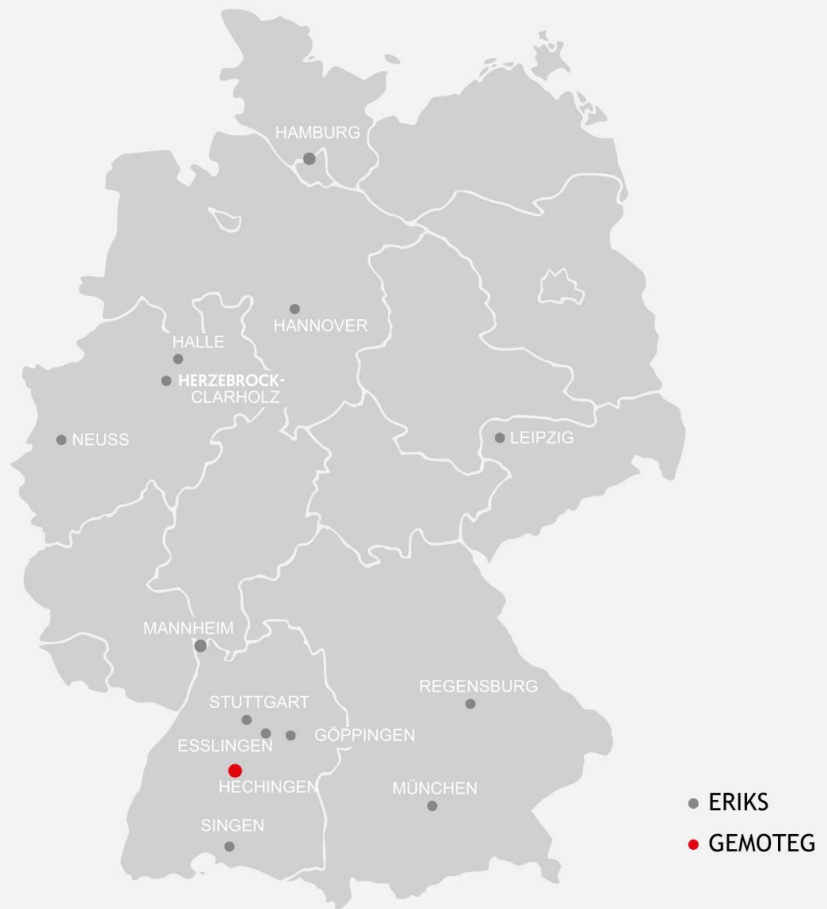 HAMBURG
HANNOVER
HALLE
HERZEBROCK-
CLARHOLZ
NEUSS
LEIPZIG
MANNHEIM
REGENSBURG
STUTTGART
GÖPPINGEN
ESSLINGEN
HECHINGEN
MÜNCHEN
SINGEN
ERIKS
GEMOTEG